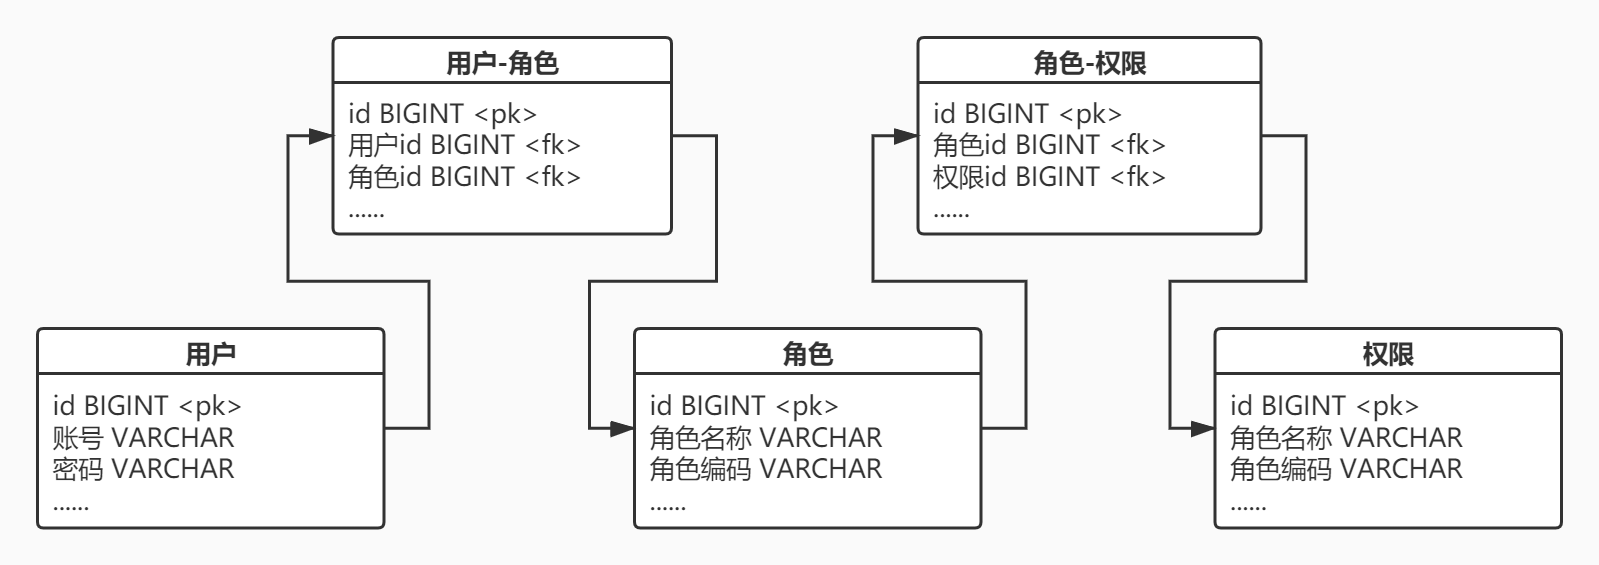 用户-角色
id BIGINT <pk>
用户id BIGINT <fk>
角色id BIGINT <fk>
......
角色-权限
id BIGINT <pk>
角色id BIGINT <fk>
权限id BIGINT <fk>
......
用户
id BIGINT <pk>
账号 VARCHAR
密码 VARCHAR
......
角色
id BIGINT <pk>
角色名称 VARCHAR
角色编码 VARCHAR
......
权限
id BIGINT <pk>
角色名称 VARCHAR
角色编码 VARCHAR
......